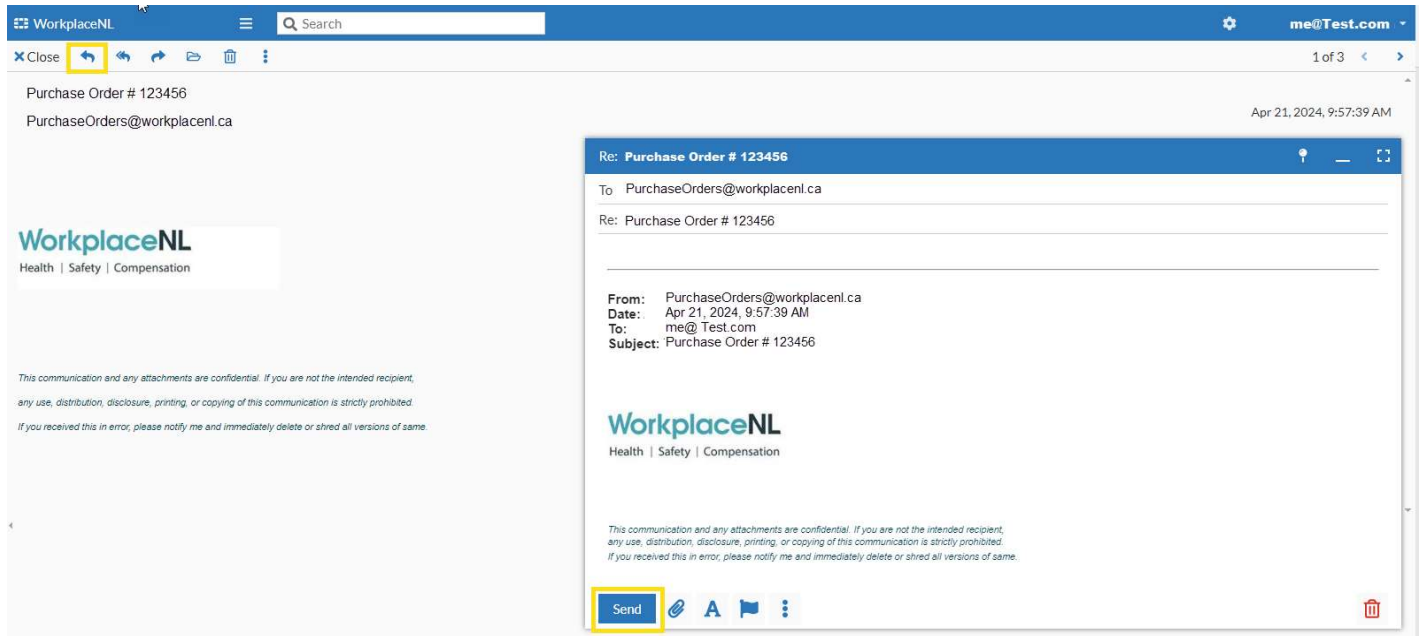 WorkplaceNL
Search
me@Test.com
Close
1 of 3
Purchase Order # 123456
PurchaseOrders@workplacenl.ca
Apr 21, 2024, 9:57:39 AM
WorkplaceNL
Health | Safety | Compensation
This communication and any attachments are confidential. If you are not the intended recipient,
any use, distribution, disclosure, printing, or copying of this communication is strictly prohibited.
If you received this in error, please notify me and immediately delete or shred all versions of same.
Re: Purchase Order # 123456
To PurchaseOrders@workplacenl.ca
Re: Purchase Order # 123456
From: PurchaseOrders@workplacenl.ca
Date: Apr 21, 2024, 9:57:39 AM
To: me@ Test.com
Subject: Purchase Order # 123456
WorkplaceNL
Health | Safety | Compensation
This communication and any attachments are confidential. If you are not the intended recipient,
any use, distribution, disclosure, printing, or copying of this communication is strictly prohibited.
If you received this in error, please notify me and immediately delete or shred all versions of same.
Send
A